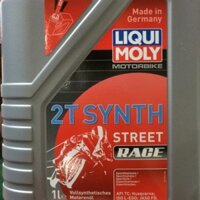 Made in
Germany
LIQUI
MOLY
MOTORBIKE
2T SYNTH
STREET
RACE
1L
Vollsynthetisches
Motorenöl
API TC; Husqvarna;
ISO L-EGD; JASO FD